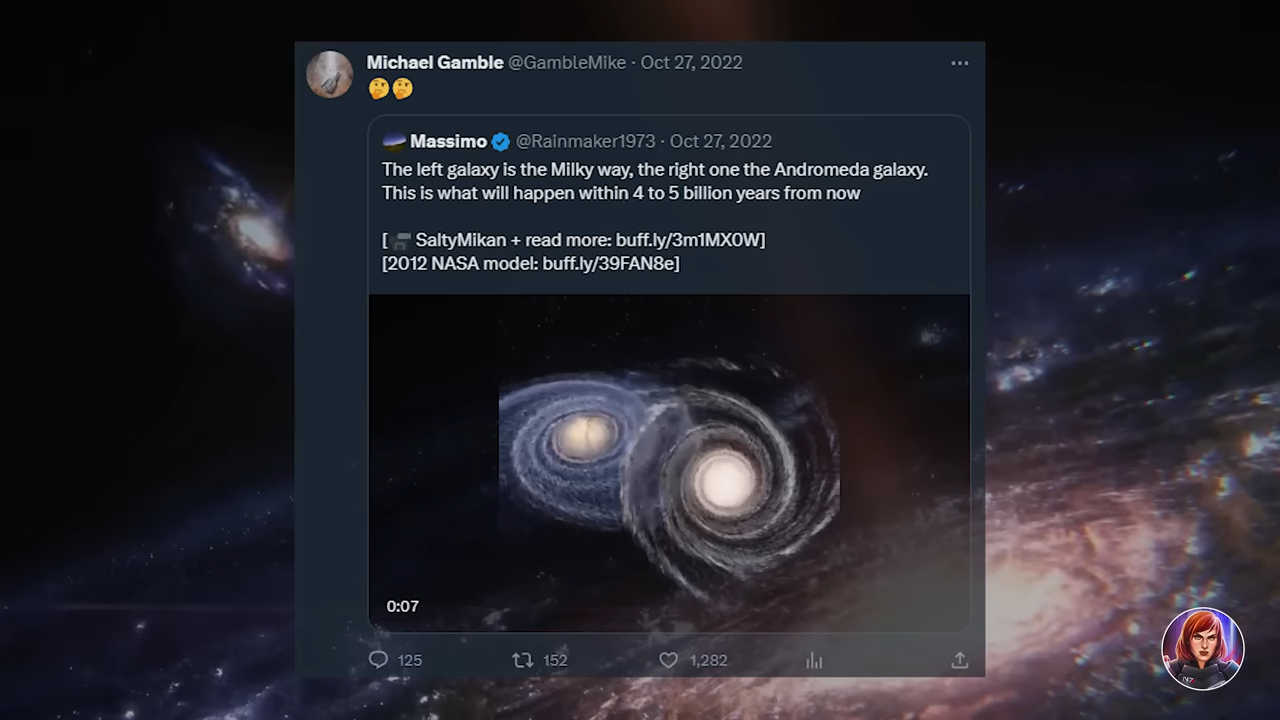 Michael Gamble @GambleMike · Oct 27, 2022
🤔🤔
Massimo @Rainmaker1973 · Oct 27, 2022
The left galaxy is the Milky way, the right one the Andromeda galaxy.
This is what will happen within 4 to 5 billion years from now
[🎥 SaltyMikan + read more: buff.ly/3m1MX0W]
[2012 NASA model: buff.ly/39FAN8e]
0:07
125 152 1,282
N7